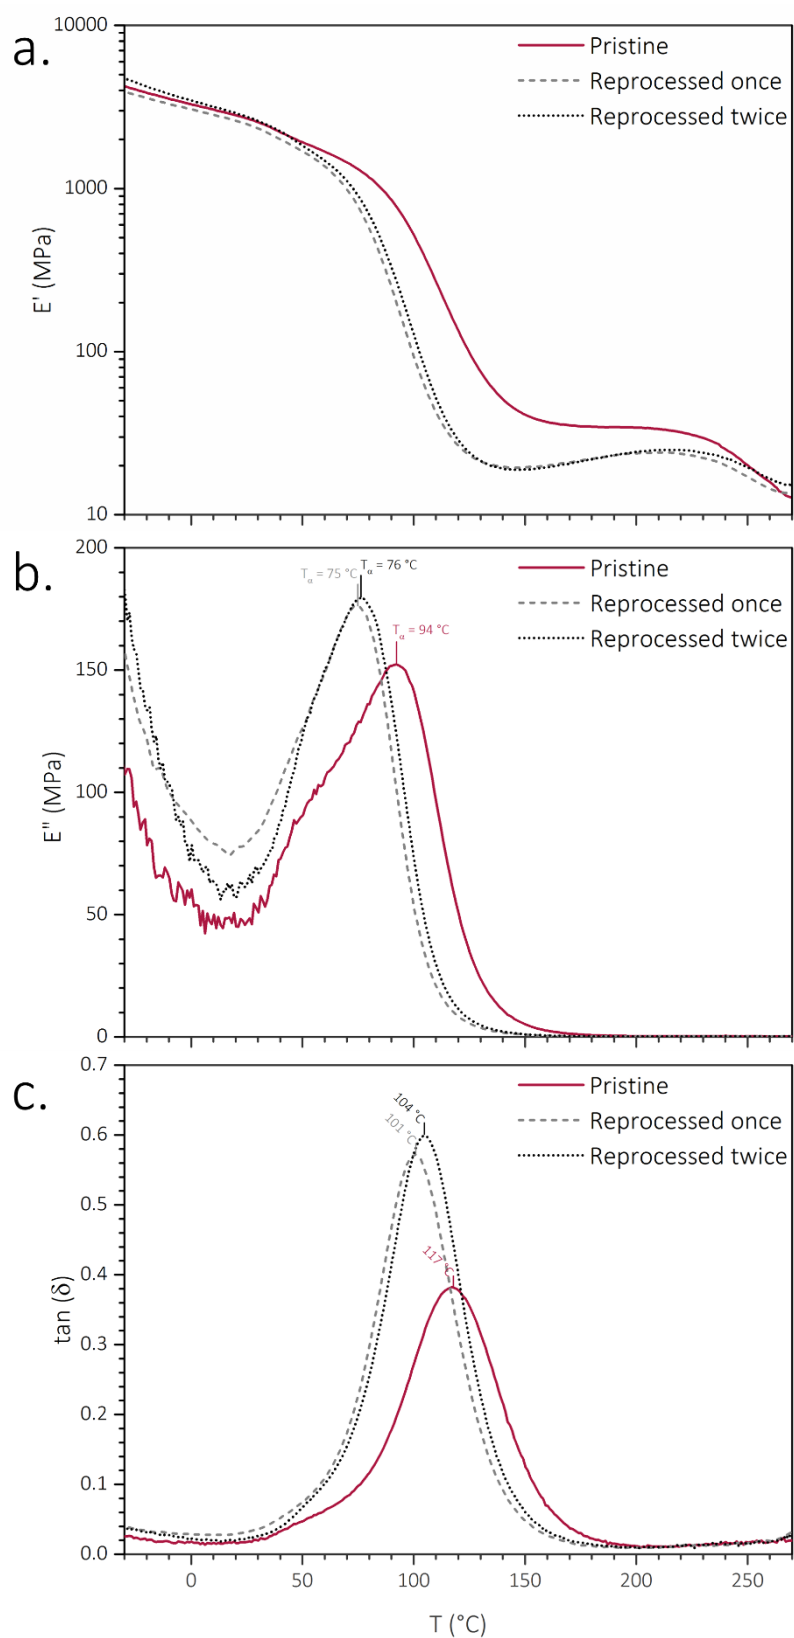 a.
Pristine
Reprocessed once
Reprocessed twice
10000
1000
100
10
E' (MPa)
b.
Pristine
Reprocessed once
Reprocessed twice
Tα = 75 °C
Tα = 76 °C
Tα = 94 °C
200
150
100
50
0
E" (MPa)
c.
Pristine
Reprocessed once
Reprocessed twice
104 °C
101 °C
117 °C
0.7
0.6
0.5
0.4
0.3
0.2
0.1
0.0
tan (δ)
0 50 100 150 200 250
T (°C)